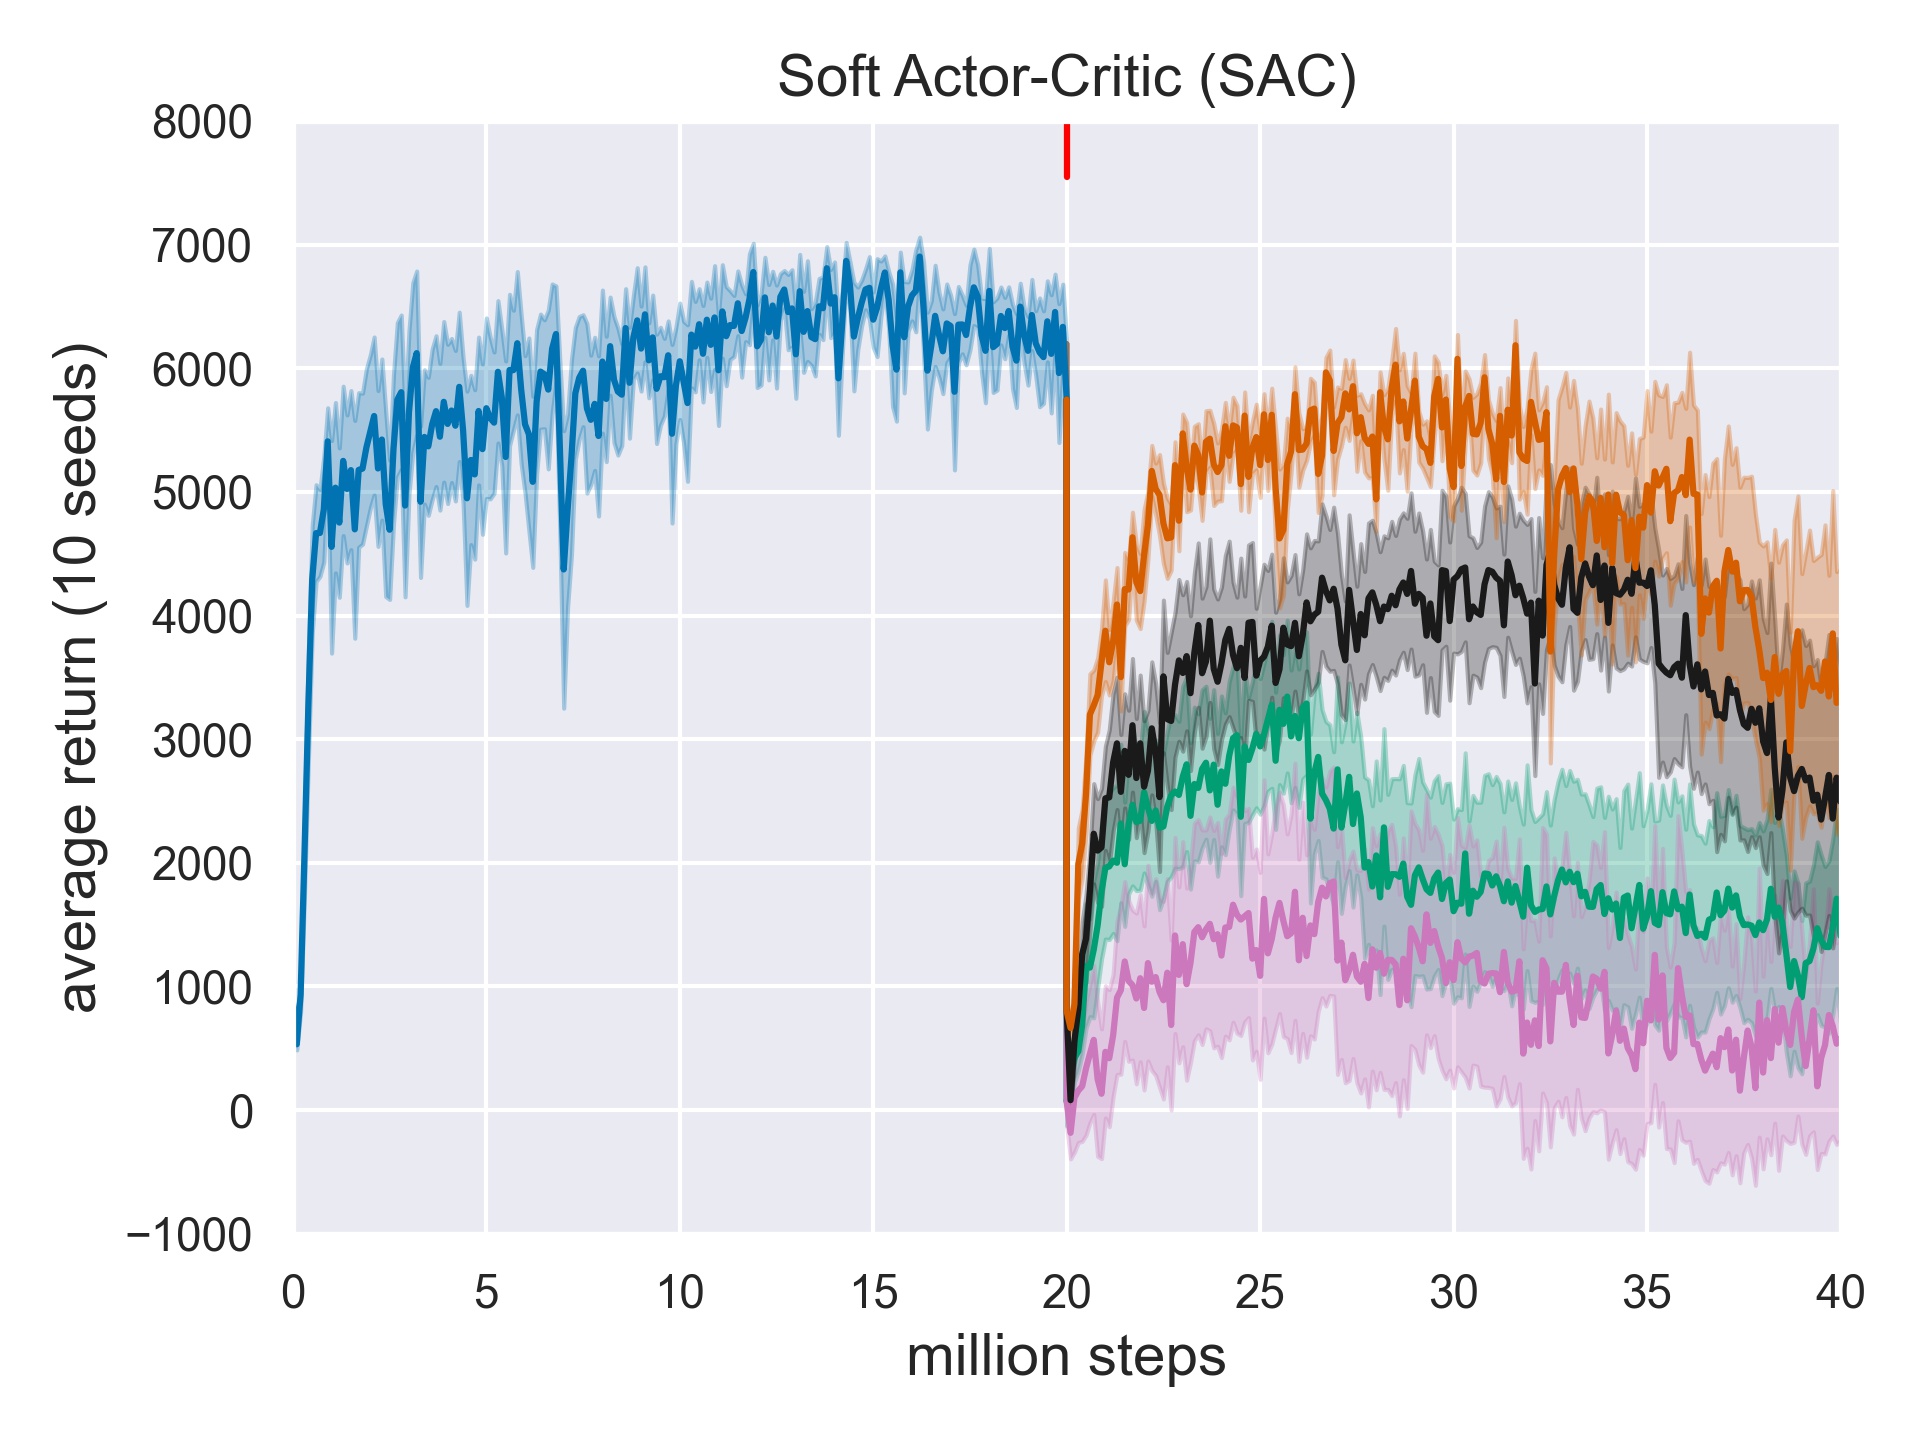 Soft Actor-Critic (SAC)
8000
7000
6000
5000
4000
3000
2000
1000
0
−1000
average return (10 seeds)
0 5 10 15 20 25 30 35 40
million steps